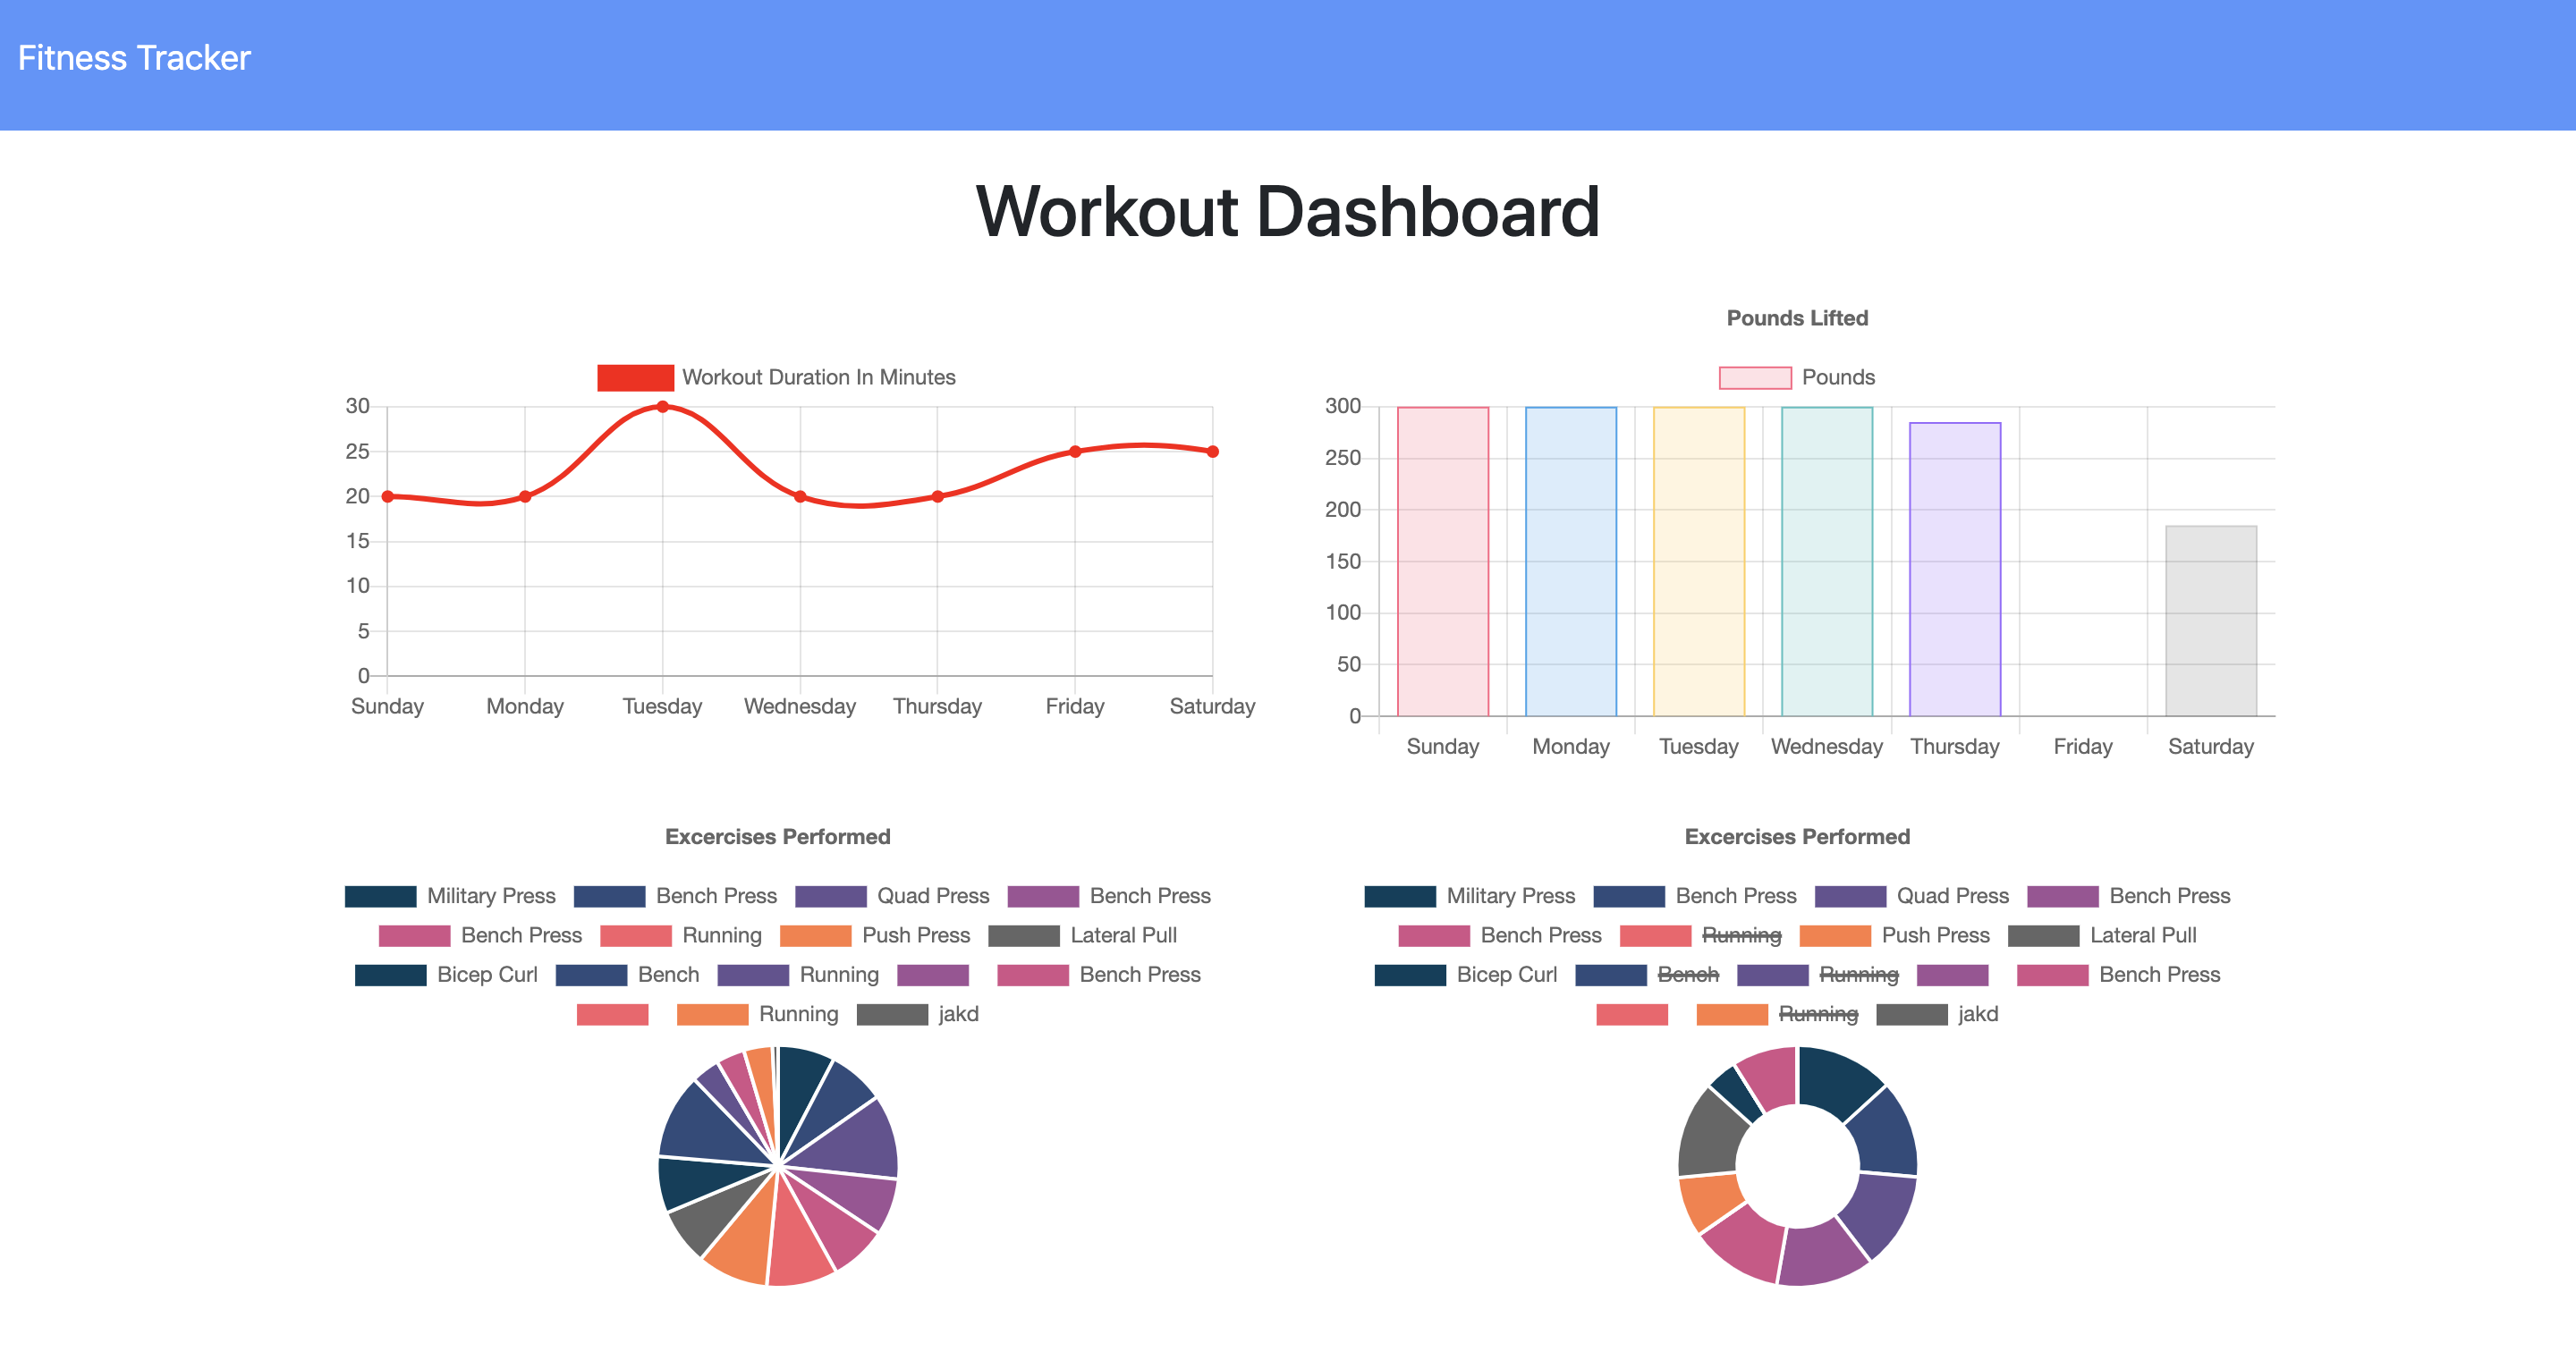 Fitness Tracker
Workout Dashboard
Workout Duration In Minutes
30
25
20
15
10
5
0
Sunday Monday Tuesday Wednesday Thursday Friday Saturday
Pounds Lifted
Pounds
300
250
200
150
100
50
0
Sunday Monday Tuesday Wednesday Thursday Friday Saturday
Excercises Performed
Military Press Bench Press Quad Press Bench Press
Bench Press Running Push Press Lateral Pull
Bicep Curl Bench Running Bench Press
Running jakd
Excercises Performed
Military Press Bench Press Quad Press Bench Press
Bench Press Running Push Press Lateral Pull
Bicep Curl Bench Running Bench Press
Running jakd